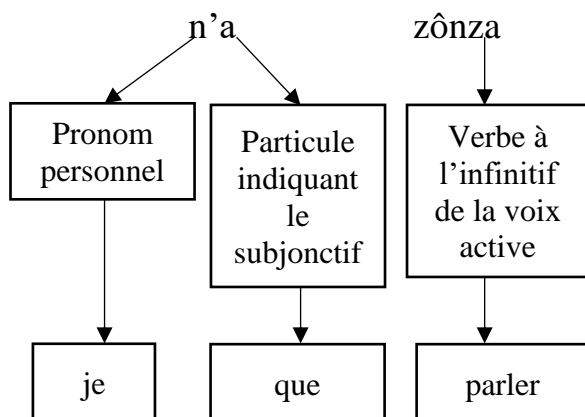 n’a zônza
Pronom
personnel
Particule
indiquant
le
subjonctif
Verbe à
l’infinitif
de la voix
active
je
que
parler